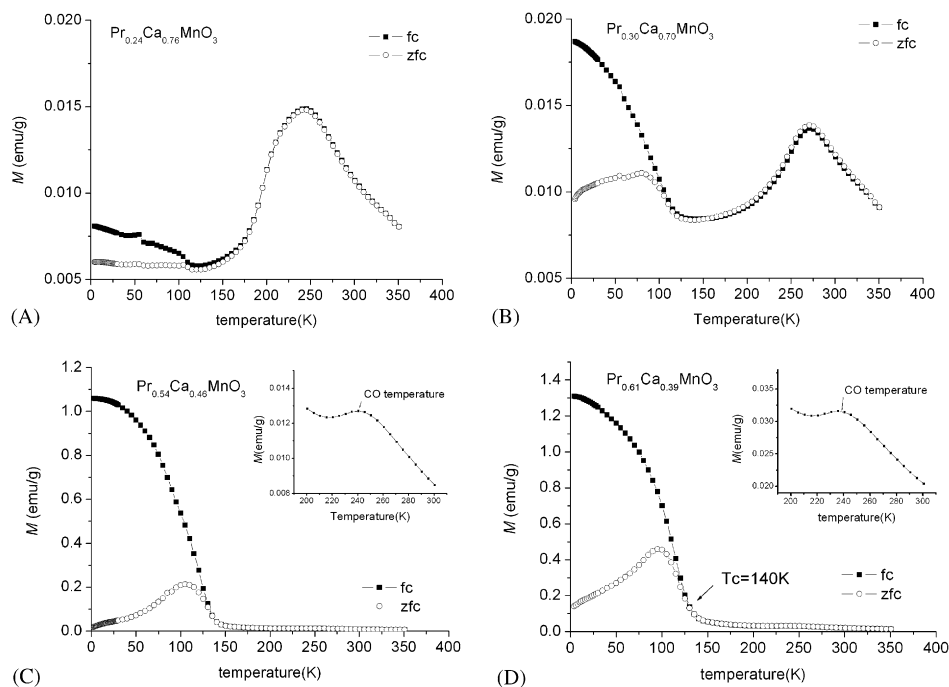 Pr0.24Ca0.76MnO3
fc
zfc
M (emu/g)
0.020
0.015
0.010
0.005
0 50 100 150 200 250 300 350 400
temperature(K)
(A)
Pr0.30Ca0.70MnO3
fc
zfc
M (emu/g)
0.020
0.015
0.010
0.005
0 50 100 150 200 250 300 350 400
Temperature(K)
(B)
Pr0.54Ca0.46MnO3
M (emu/g)
1.2
1.0
0.8
0.6
0.4
0.2
0.0
0 50 100 150 200 250 300 350 400
temperature(K)
fc
zfc
CO temperature
M(emu/g)
0.014
0.012
0.010
0.008
200 220 240 260 280 300
Temperature(K)
(C)
Pr0.61Ca0.39MnO3
M (emu/g)
1.4
1.2
1.0
0.8
0.6
0.4
0.2
0.0
0 50 100 150 200 250 300 350 400
temperature(K)
Tc=140K
fc
zfc
CO temperature
M(emu/g)
0.035
0.030
0.025
0.020
200 220 240 260 280 300
temperature(K)
(D)